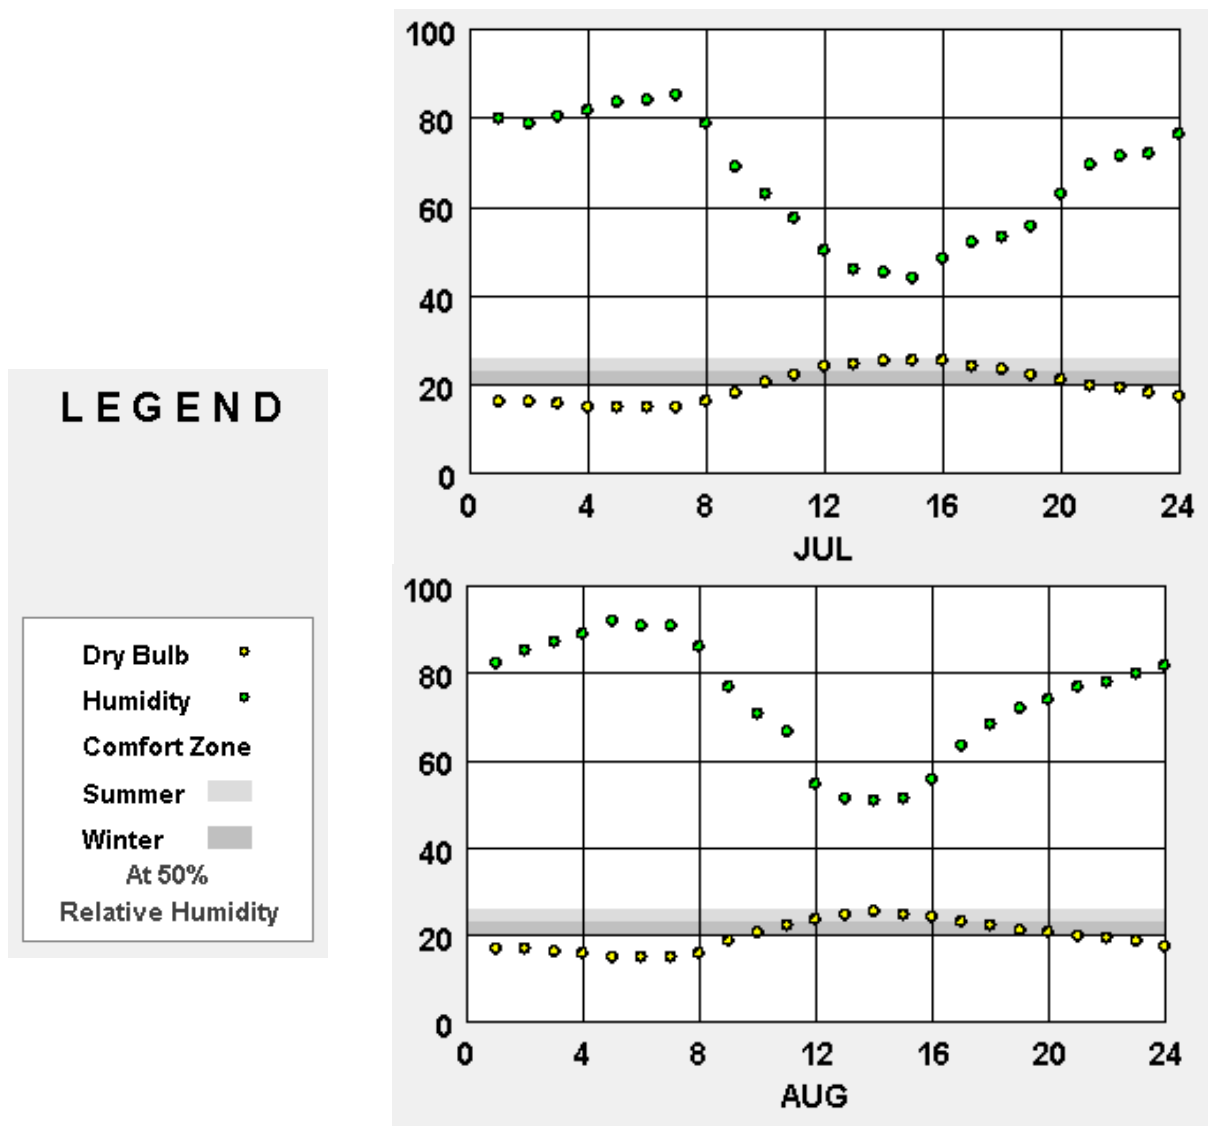 LEGEND
Dry Bulb
Humidity
Comfort Zone
Summer
Winter
At 50%
Relative Humidity
100
80
60
40
20
0
0 4 8 12 16 20 24
JUL
100
80
60
40
20
0
0 4 8 12 16 20 24
AUG